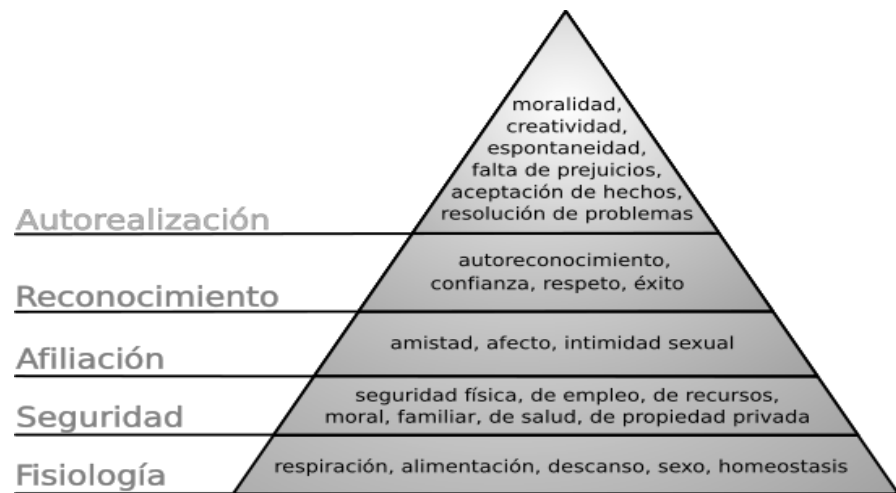 moralidad,
creatividad,
espontaneidad,
falta de prejuicios,
aceptación de hechos,
resolución de problemas
Autorealización
autoreconocimiento,
confianza, respeto, éxito
Reconocimiento
amistad, afecto, intimidad sexual
Afiliación
seguridad física, de empleo, de recursos,
moral, familiar, de salud, de propiedad privada
Seguridad
respiración, alimentación, descanso, sexo, homeostasis
Fisiología